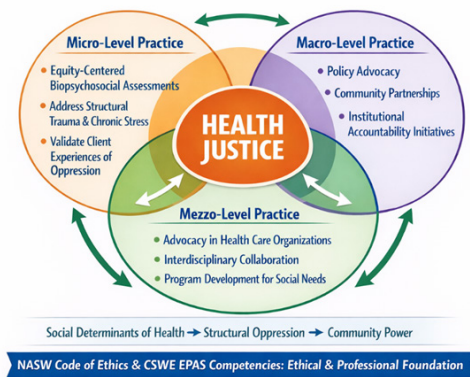 Micro-Level Practice
• Equity-Centered
Biopsychosocial Assessments
• Address Structural
Trauma & Chronic Stress
• Validate Client
Experiences of
Oppression
Macro-Level Practice
• Policy Advocacy
• Community Partnerships
• Institutional
Accountability Initiatives
HEALTH
JUSTICE
Mezzo-Level Practice
• Advocacy in Health Care Organizations
• Interdisciplinary Collaboration
• Program Development for Social Needs
Social Determinants of Health → Structural Oppression → Community Power
NASW Code of Ethics & CSWE EPAS Competencies: Ethical & Professional Foundation